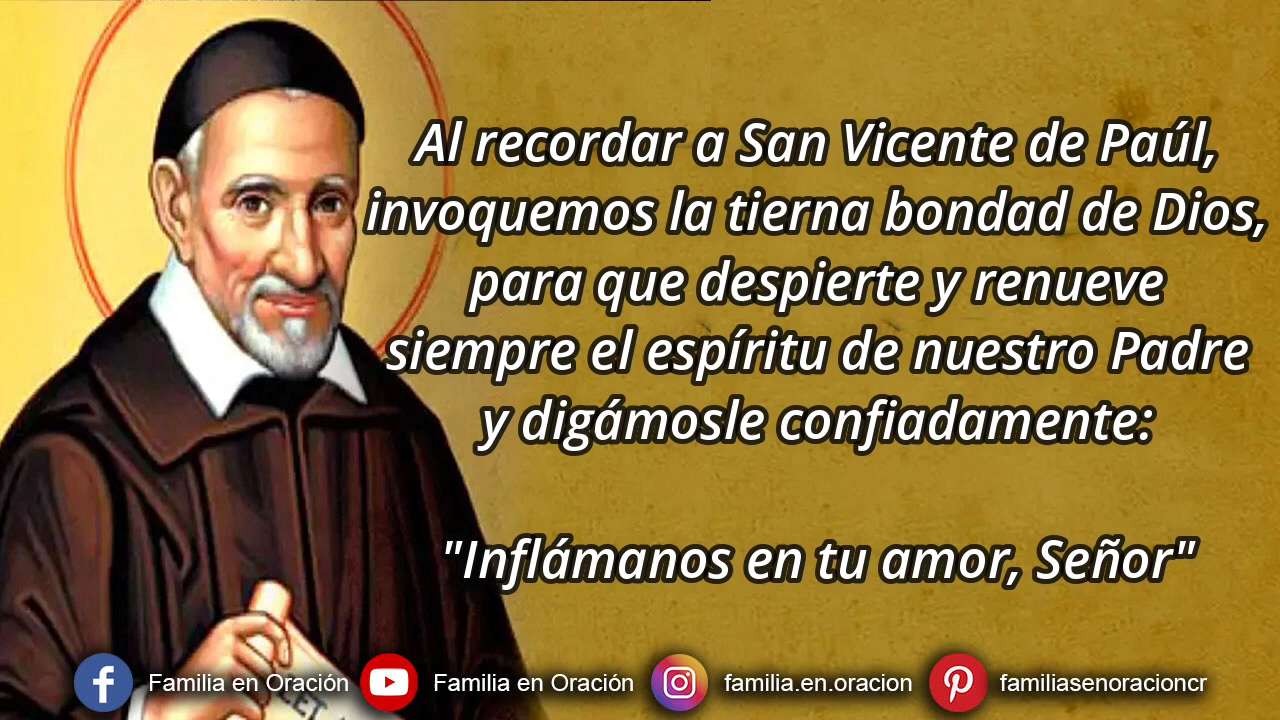 Al recordar a San Vicente de Paúl,
invoquemos la tierna bondad de Dios,
para que despierte y renueve
siempre el espíritu de nuestro Padre
y digámosle confiadamente:
"Inflámanos en tu amor, Señor"
Familia en Oración
Familia en Oración
familia.en.oracion
familiasenoracioncr